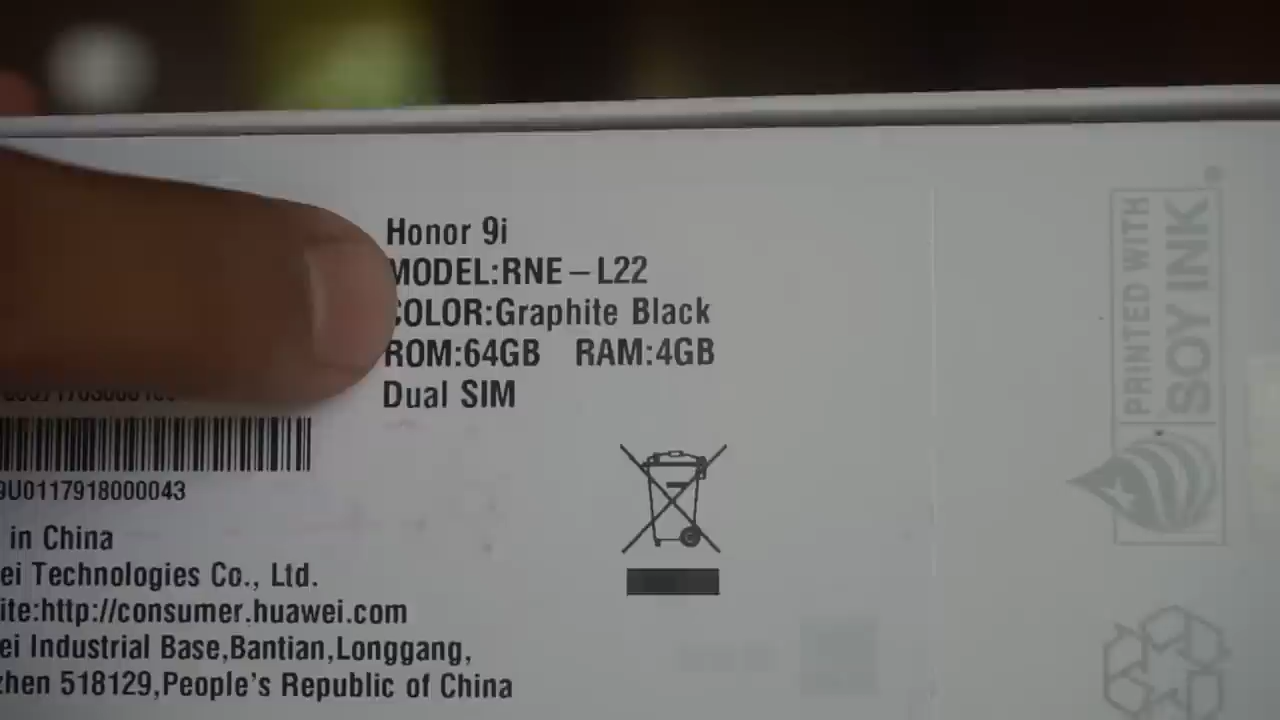 Honor 9i
MODEL:RNE-L22
COLOR:Graphite Black
ROM:64GB RAM:4GB
Dual SIM
9U0117918000043
in China
ei Technologies Co., Ltd.
ite:http://consumer.huawei.com
ei Industrial Base,Bantian,Longgang,
zhen 518129,People's Republic of China
PRINTED WITH
SOY INK
®